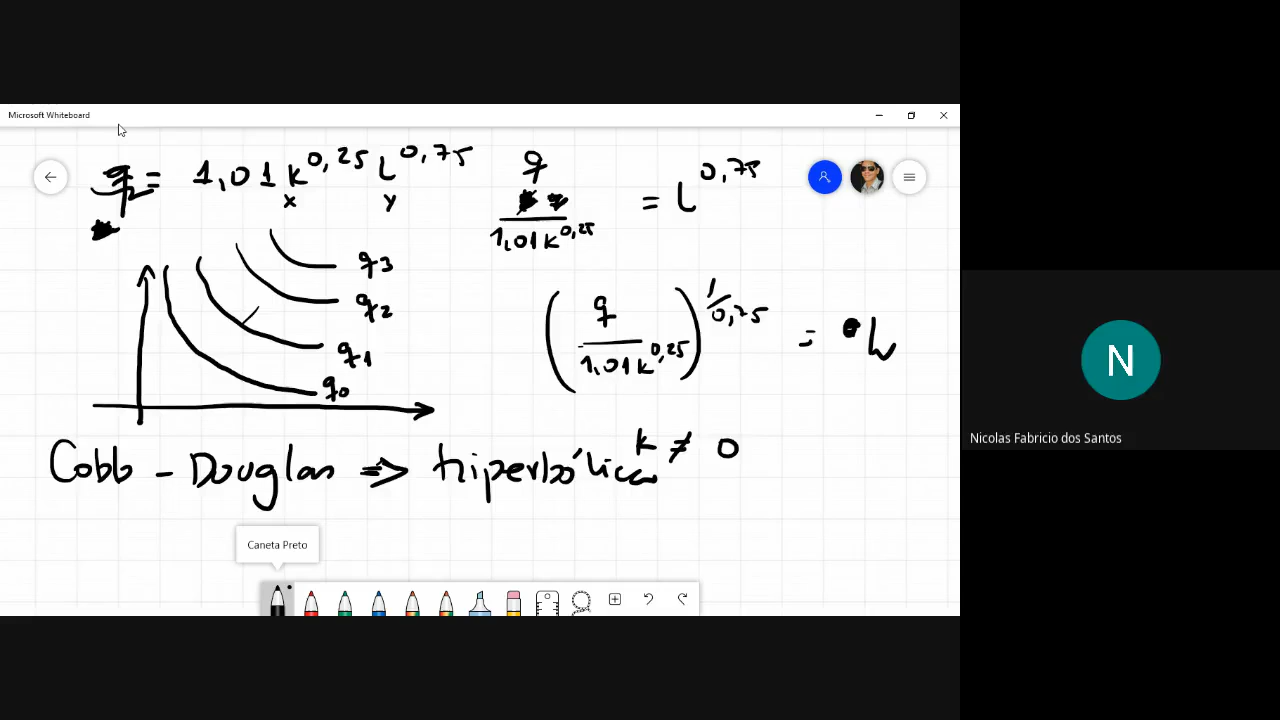 Microsoft Whiteboard
q = 1,01 k^0,25 L^0,75
x y
q
1,01 k^0,25
= L^0,75
q3
q2
q1
q0
( q / 1,01 k^0,25 )^1/0,75 =
k ≠ 0
Cobb - Douglas => hiperbólica
Caneta Preto
N
Nicolas Fabricio dos Santos